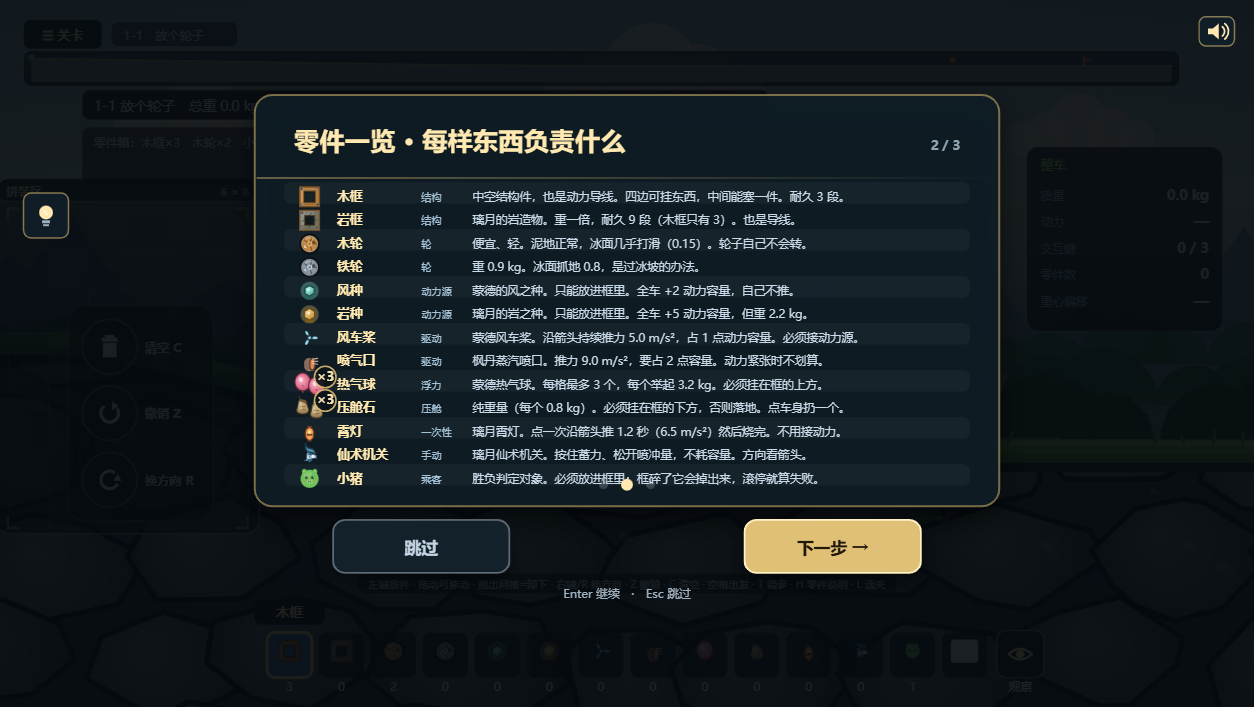 ☰ 关卡
1-1 放个轮子
1-1 放个轮子 总重 0.0 kg
零件箱：木框×3 木轮×2 小
零件一览 · 每样东西负责什么
2 / 3
木框 结构 中空结构件，也是动力导线。四边可挂东西，中间能塞一件。耐久 3 段。
岩框 结构 璃月的岩造物。重一倍，耐久 9 段（木框只有 3）。也是导线。
木轮 轮 便宜、轻。泥地正常，冰面几乎打滑（0.15）。轮子自己不会转。
铁轮 轮 重 0.9 kg。冰面抓地 0.8，是过冰坡的办法。
风种 动力源 蒙德的风之种。只能放进框里。全车 +2 动力容量，自己不推。
岩种 动力源 璃月的岩之种。只能放进框里。全车 +5 动力容量，但重 2.2 kg。
风车桨 驱动 蒙德风车桨。沿箭头持续推力 5.0 m/s²，占 1 点动力容量。必须接动力源。
喷气口 驱动 枫丹蒸汽喷口。推力 9.0 m/s²，要占 2 点容量。动力紧张时不划算。
×3 热气球 浮力 蒙德热气球。每格最多 3 个，每个举起 3.2 kg。必须挂在框的上方。
×3 压舱石 压舱 纯重量（每个 0.8 kg）。必须挂在框的下方，否则落地。点车身扔一个。
霄灯 一次性 璃月霄灯。点一次沿箭头推 1.2 秒（6.5 m/s²）然后烧完。不用接动力。
仙术机关 手动 璃月仙术机关。按住蓄力、松开喷冲量，不耗容量。方向看箭头。
小猪 乘客 胜负判定对象。必须放进框里，框碎了它会掉出来，滚停就算失败。
整车
质量 0.0 kg
动力 —
交互键 0 / 3
零件数 0
重心偏移 —
清空 C
撤销 Z
换方向 R
跳过
下一步 →
Enter 继续 · Esc 跳过
木框
3 0 2 0 0 0 0 0 0 0 0 0 1 观察